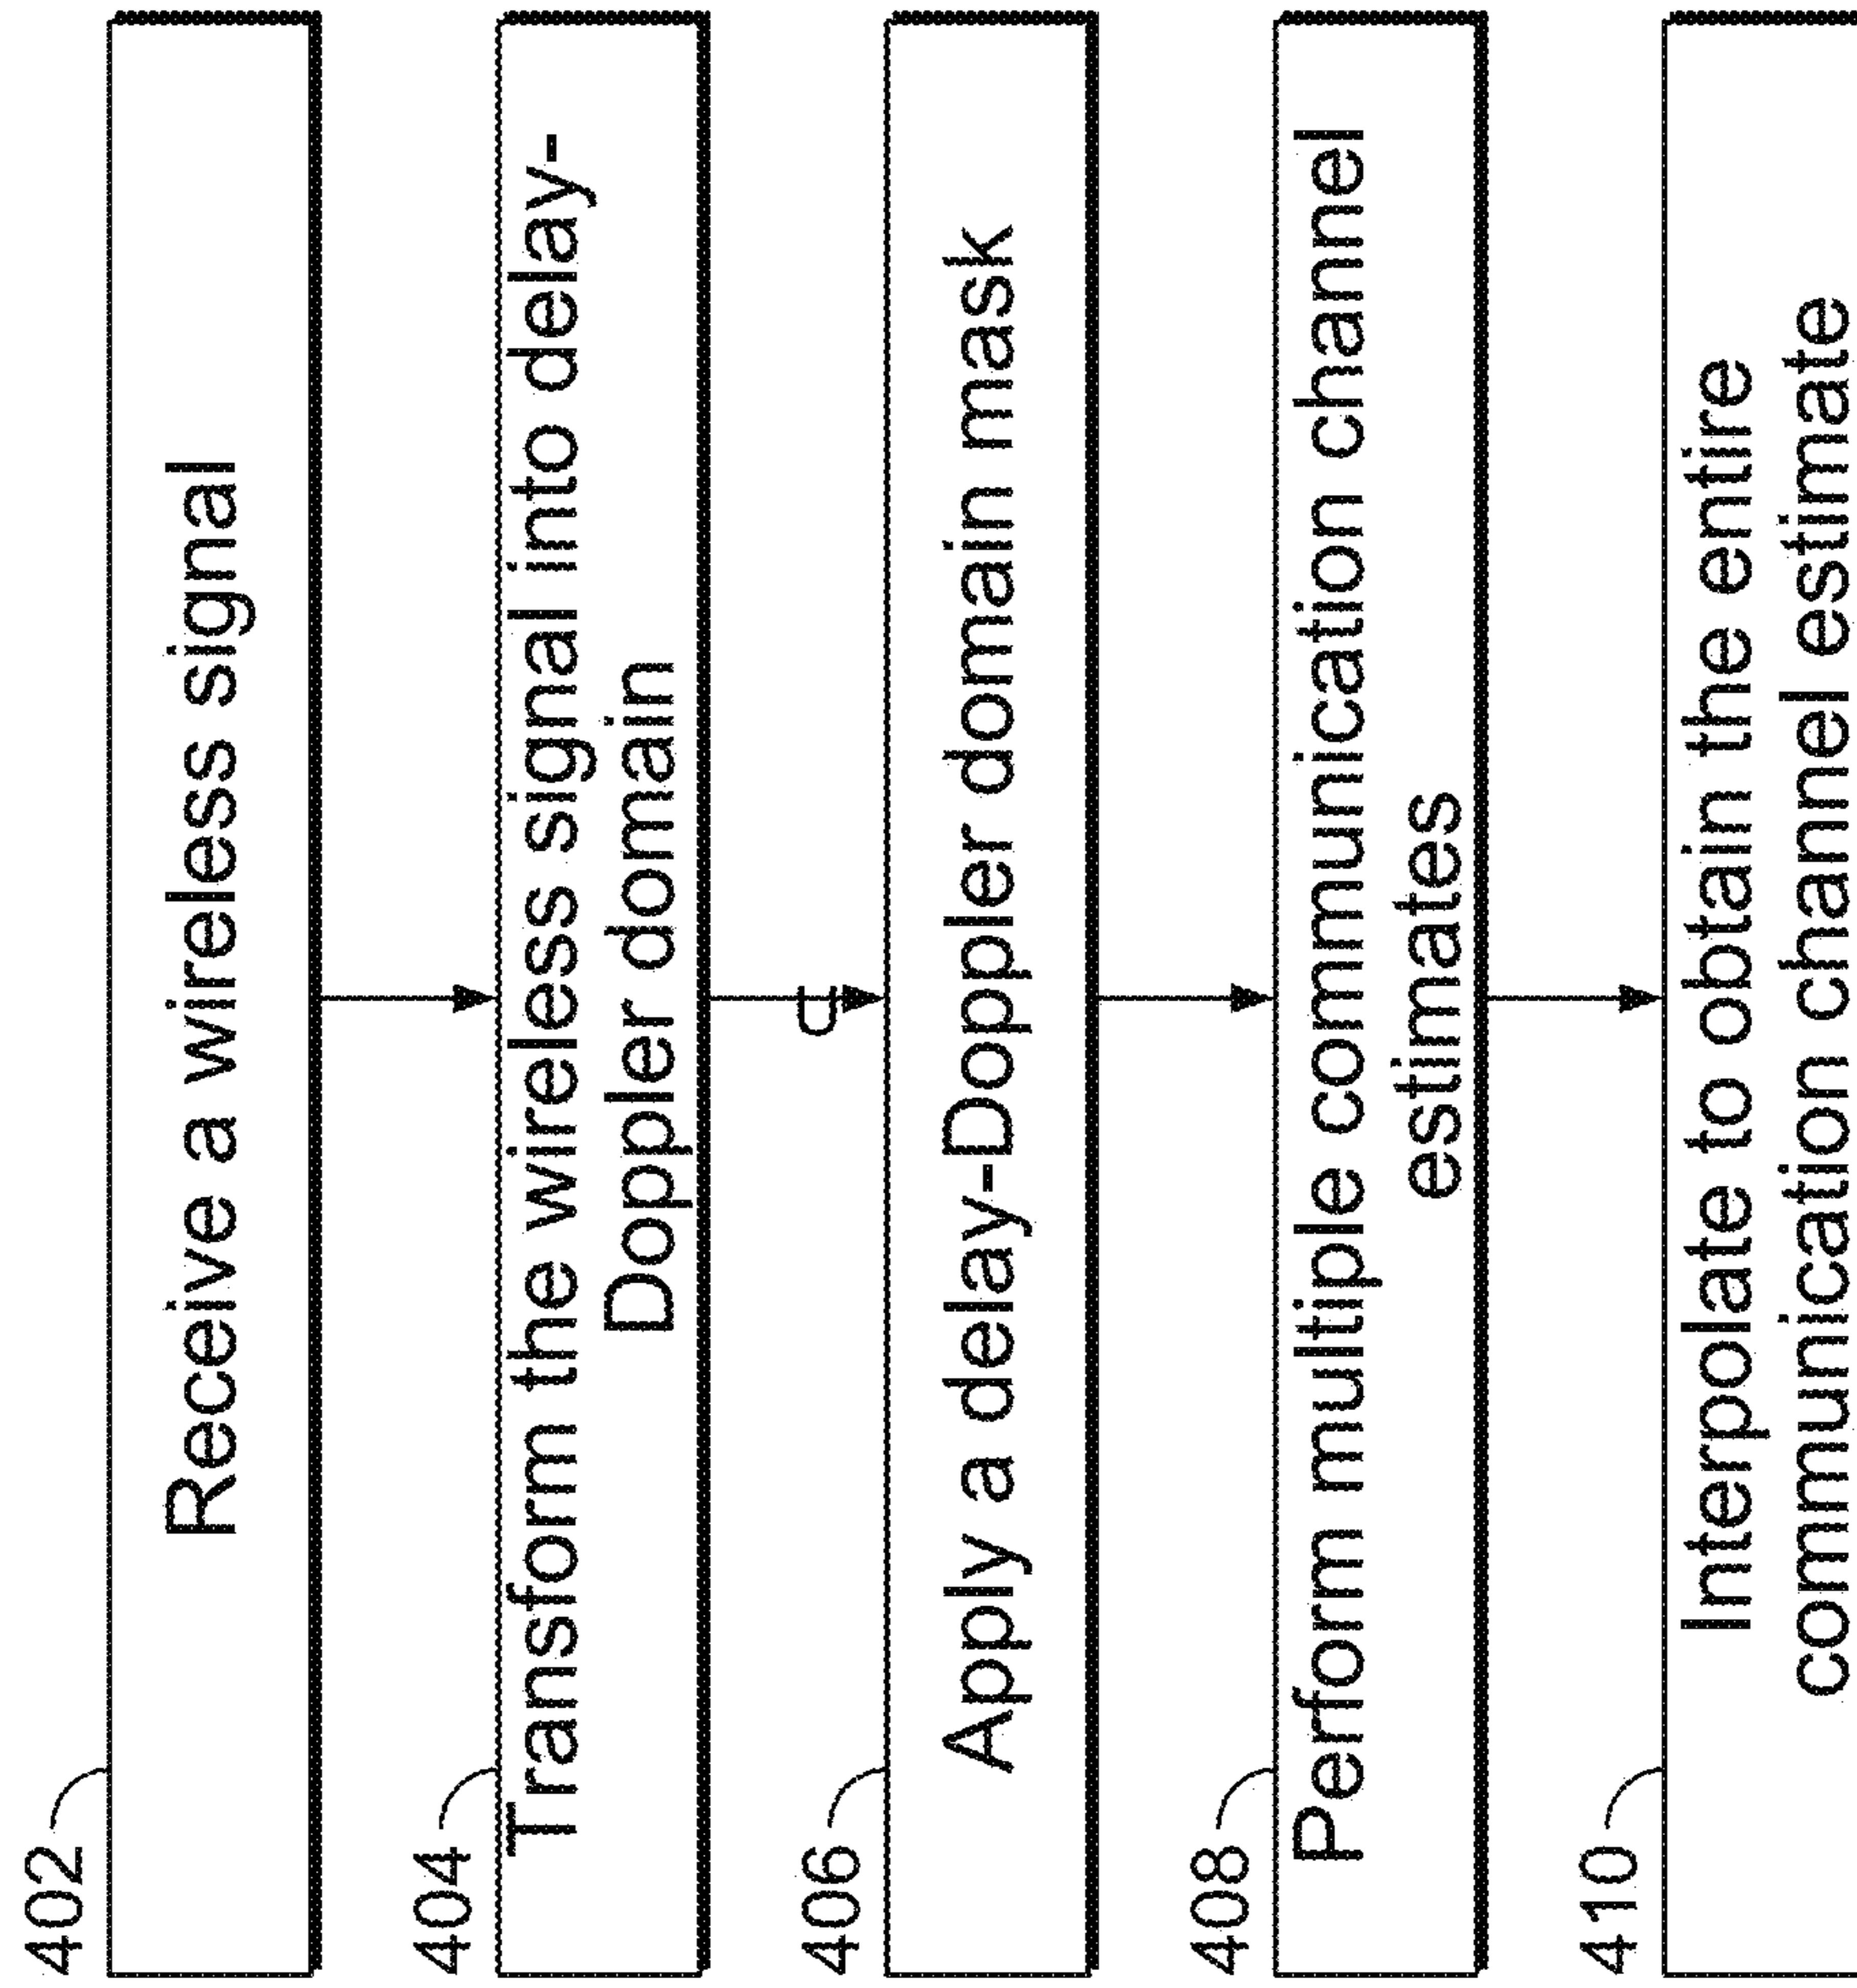 402
Receive a wireless signal
404
Transform the wireless signal into delay-
Doppler domain
406
Apply a delay-Doppler domain mask
408
Perform multiple communication channel
estimates
410
Interpolate to obtain the entire
communication channel estimate